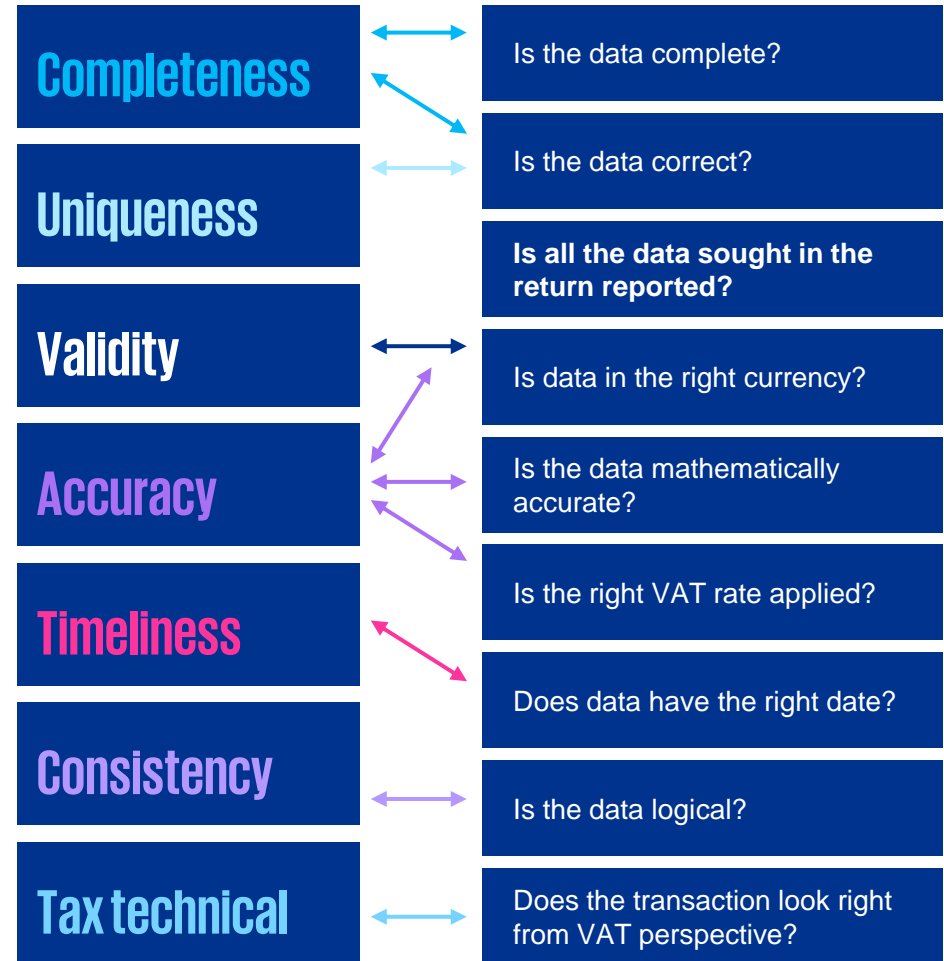 Completeness
Is the data complete?
Is the data correct?
Uniqueness
Is all the data sought in the
return reported?
Validity
Is data in the right currency?
Accuracy
Is the data mathematically
accurate?
Is the right VAT rate applied?
Timeliness
Does data have the right date?
Consistency
Is the data logical?
Tax technical
Does the transaction look right
from VAT perspective?